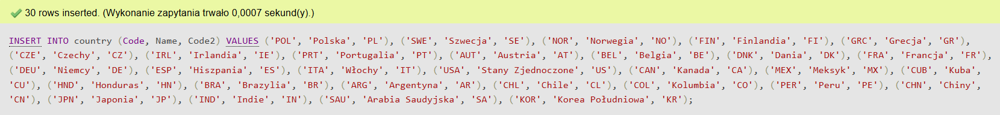 30 rows inserted. (Wykonanie zapytania trwało 0,0007 sekund(y).)
INSERT INTO country (Code, Name, Code2) VALUES ('POL', 'Polska', 'PL'), ('SWE', 'Szwecja', 'SE'), ('NOR', 'Norwegia', 'NO'), ('FIN', 'Finlandia', 'FI'), ('GRC', 'Grecja', 'GR'),
('CZE', 'Czechy', 'CZ'), ('IRL', 'Irlandia', 'IE'), ('PRT', 'Portugalia', 'PT'), ('AUT', 'Austria', 'AT'), ('BEL', 'Belgia', 'BE'), ('DNK', 'Dania', 'DK'), ('FRA', 'Francja', 'FR'),
('DEU', 'Niemcy', 'DE'), ('ESP', 'Hiszpania', 'ES'), ('ITA', 'Włochy', 'IT'), ('USA', 'Stany Zjednoczone', 'US'), ('CAN', 'Kanada', 'CA'), ('MEX', 'Meksyk', 'MX'), ('CUB', 'Kuba',
'CU'), ('HND', 'Honduras', 'HN'), ('BRA', 'Brazylia', 'BR'), ('ARG', 'Argentyna', 'AR'), ('CHL', 'Chile', 'CL'), ('COL', 'Kolumbia', 'CO'), ('PER', 'Peru', 'PE'), ('CHN', 'Chiny',
'CN'), ('JPN', 'Japonia', 'JP'), ('IND', 'Indie', 'IN'), ('SAU', 'Arabia Saudyjska', 'SA'), ('KOR', 'Korea Południowa', 'KR');